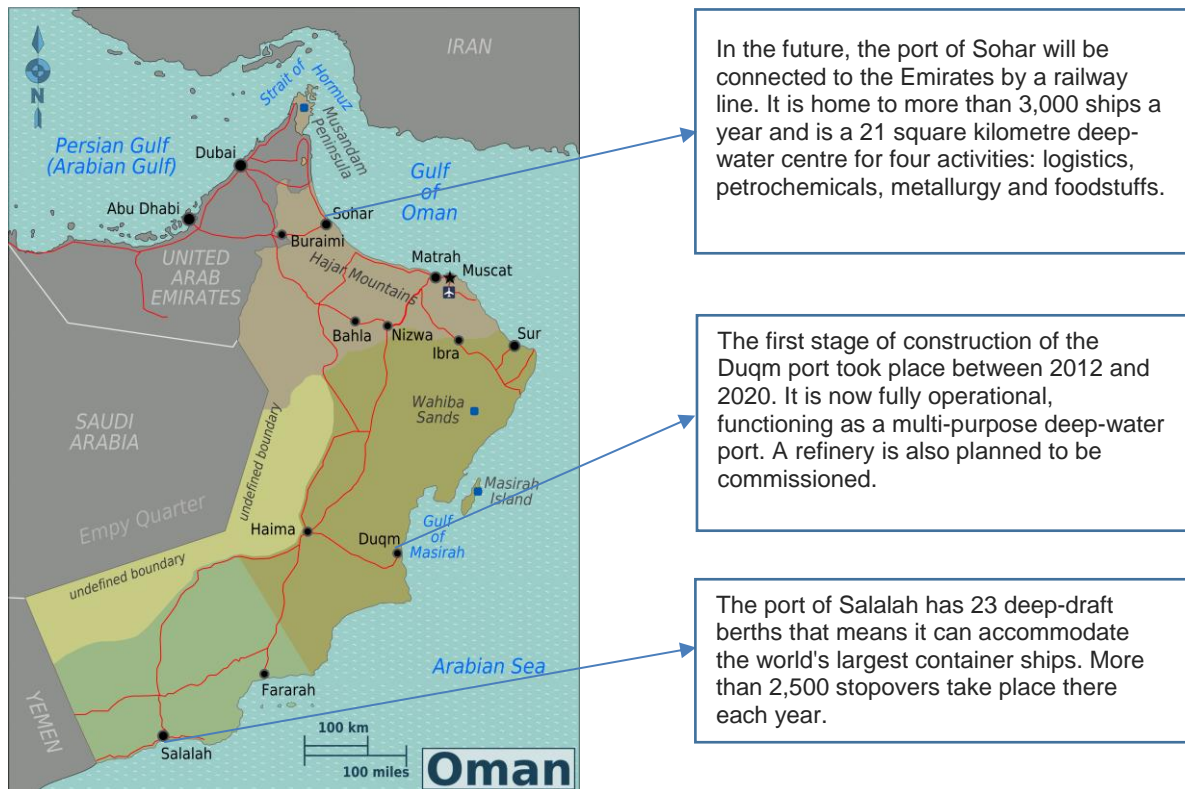 IRAN
N
Strait of
Hormuz
Musandam
Peninsula
Persian Gulf
(Arabian Gulf)
Dubai
Gulf
of
Oman
Abu Dhabi
Sohar
Buraimi
UNITED
ARAB
EMIRATES
Hajar Mountains
Matrah
Muscat
Bahla
Nizwa
Ibra
Sur
SAUDI
ARABIA
Wahiba
Sands
undefined boundary
Empy Quarter
Masirah
Island
Haima
Duqm
Gulf
of
Masirah
undefined boundary
Arabian Sea
YEMEN
Fararah
Salalah
100 km
100 miles
Oman
In the future, the port of Sohar will be
connected to the Emirates by a railway
line. It is home to more than 3,000 ships a
year and is a 21 square kilometre deep-
water centre for four activities: logistics,
petrochemicals, metallurgy and foodstuffs.
The first stage of construction of the
Duqm port took place between 2012 and
2020. It is now fully operational,
functioning as a multi-purpose deep-water
port. A refinery is also planned to be
commissioned.
The port of Salalah has 23 deep-draft
berths that means it can accommodate
the world's largest container ships. More
than 2,500 stopovers take place there
each year.